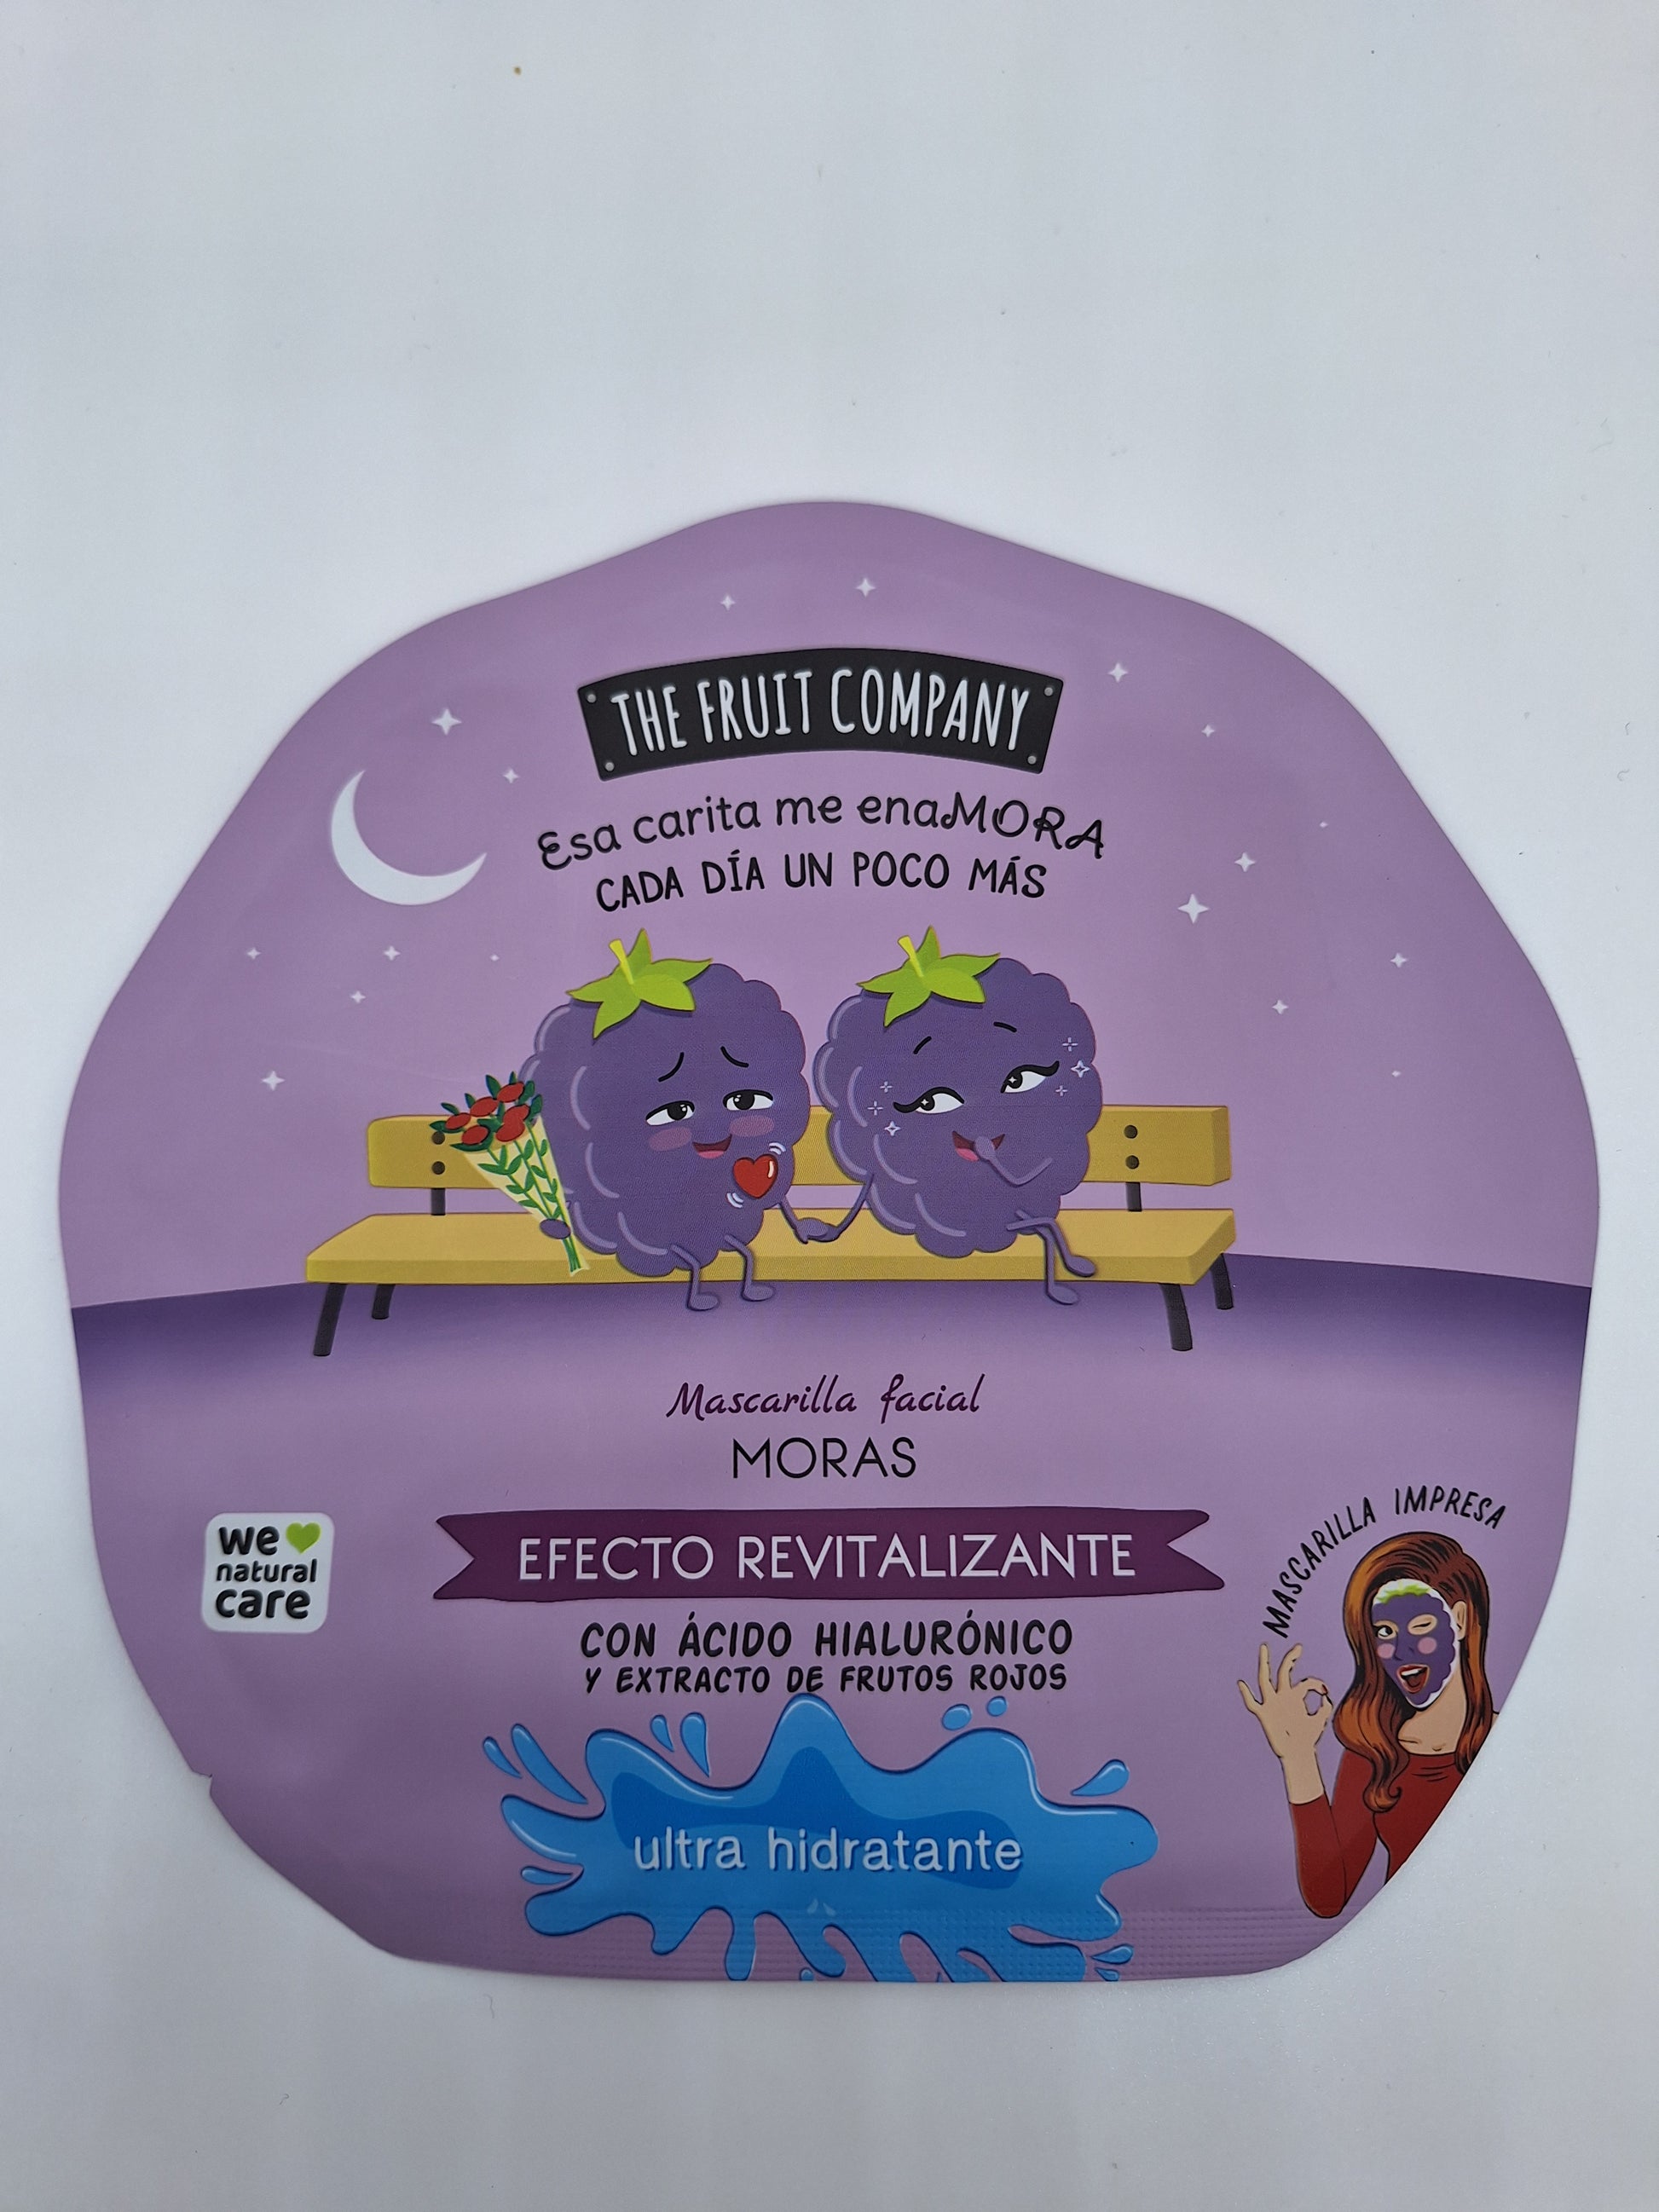 THE FRUIT COMPANY
Esa carita me enaMORA
CADA DÍA UN POCO MÁS
Mascarilla facial
MORAS
we
natural
care
EFECTO REVITALIZANTE
MASCARILLA IMPRESA
CON ÁCIDO HIALURÓNICO
Y EXTRACTO DE FRUTOS ROJOS
ultra hidratante